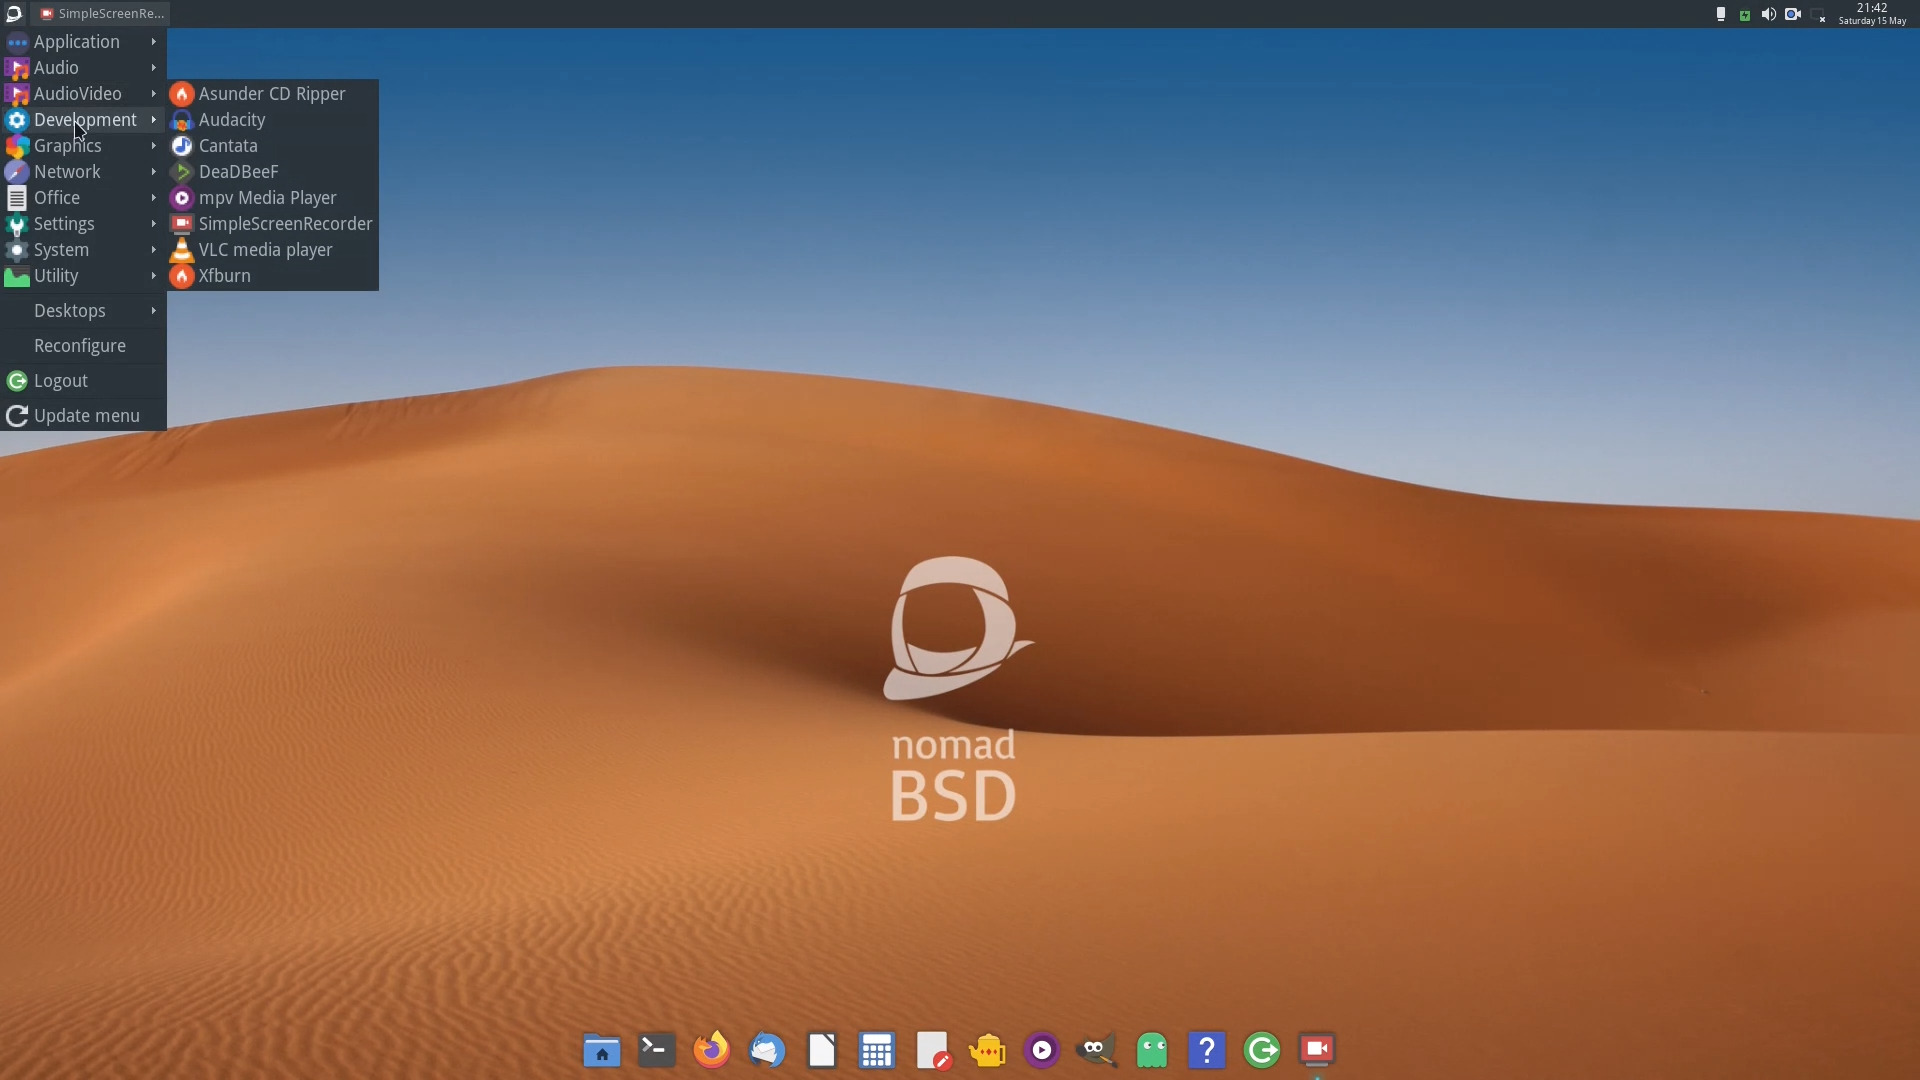 SimpleScreenRe...
21:42
Saturday 15 May
Application
Audio
AudioVideo
Development
Graphics
Network
Office
Settings
System
Utility
Desktops
Reconfigure
Logout
Update menu
Asunder CD Ripper
Audacity
Cantata
DeaDBeeF
mpv Media Player
SimpleScreenRecorder
VLC media player
Xfburn
nomad
BSD
?